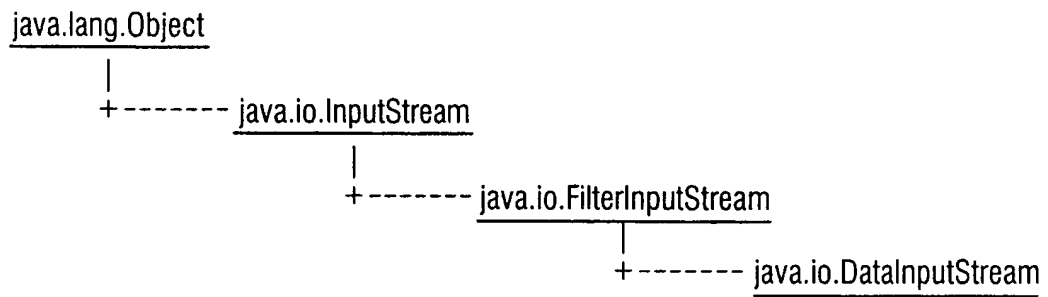 java.lang.Object
|
+------- java.io.InputStream
|
+------- java.io.FilterInputStream
|
+------- java.io.DataInputStream